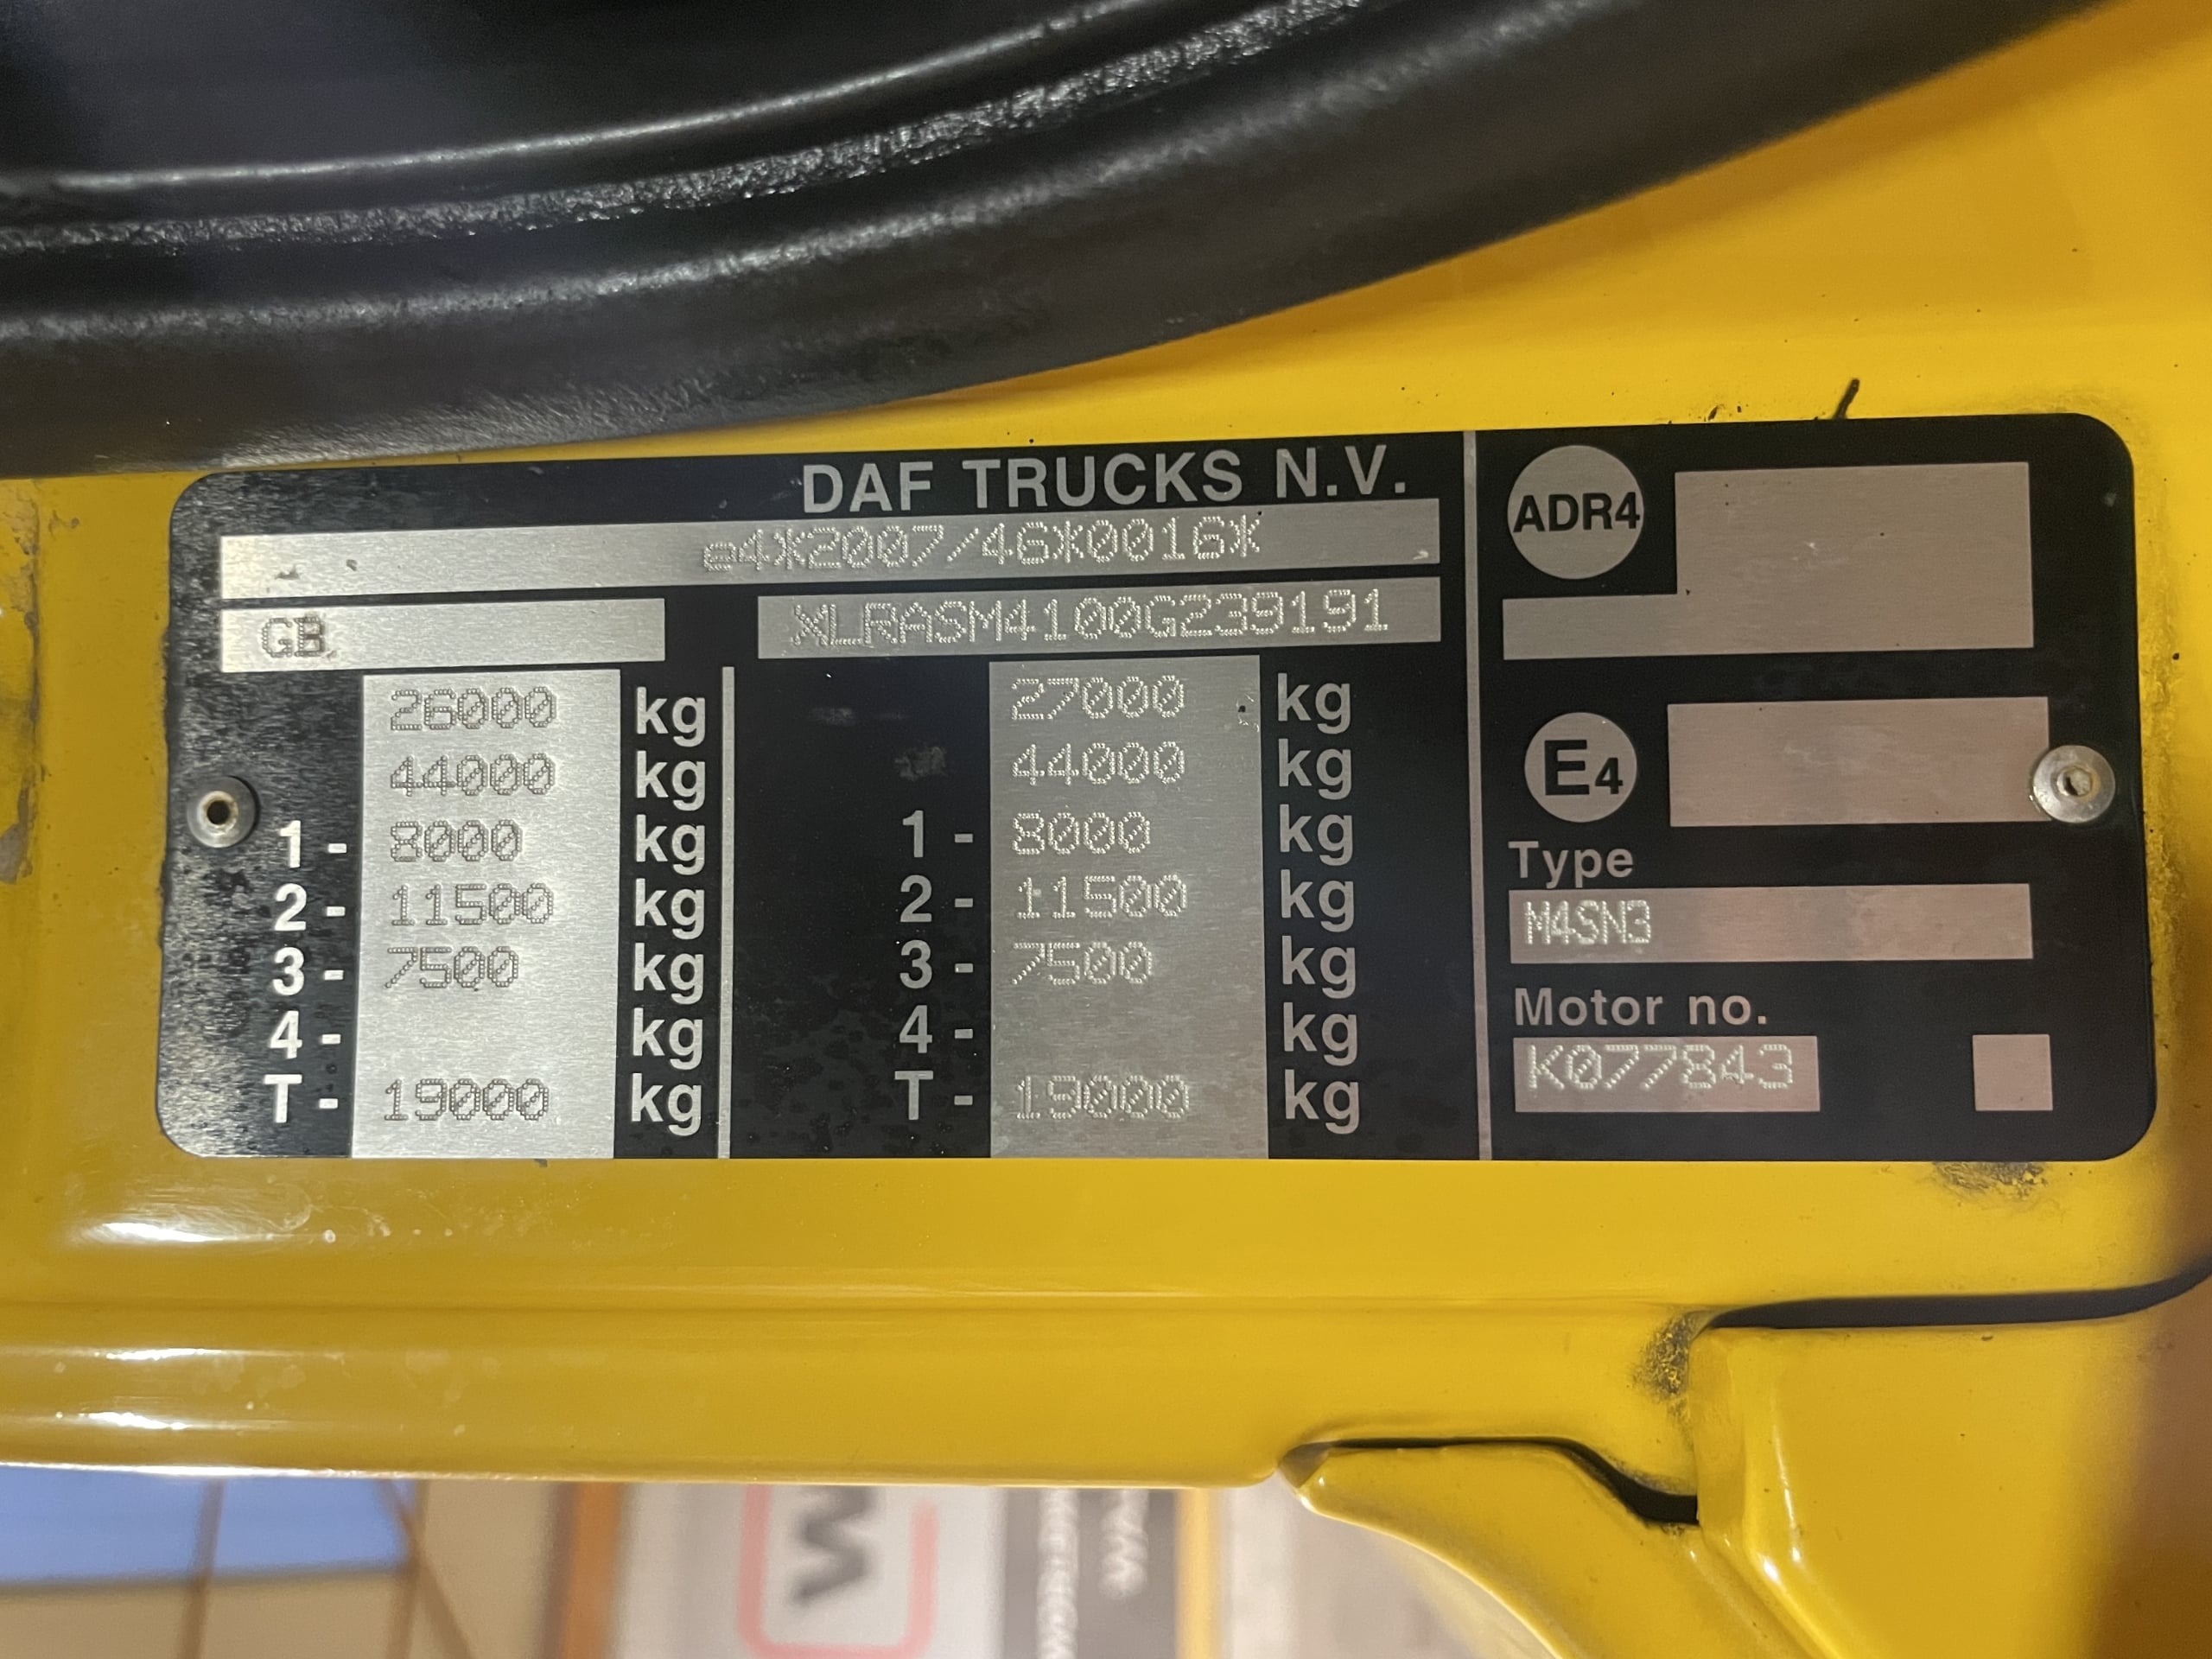 DAF TRUCKS N.V.
e4*2007/46*0016*
GB XLRASM4100G239191
26000 kg 27000 kg
44000 kg 44000 kg
1- 8000 kg 1- 8000 kg
2- 11500 kg 2- 11500 kg
3- 7500 kg 3- 7500 kg
4- kg 4- kg
T- 19000 kg T- 19000 kg
ADR4
E4
Type
M4SN3
Motor no.
K077843
W